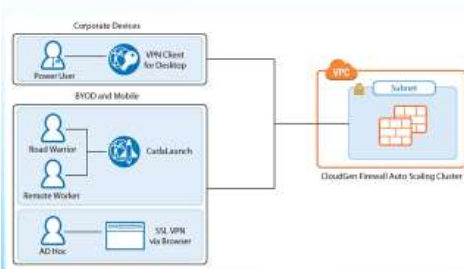 Corporate Devices
Power User
VPN Client
for Desktop
BYOD and Mobile
Road Warrior
CudaLaunch
Remote Worker
AD Hoc
SSL VPN
via Browser
VPC
Subnet
CloudGen Firewall Auto Scaling Cluster